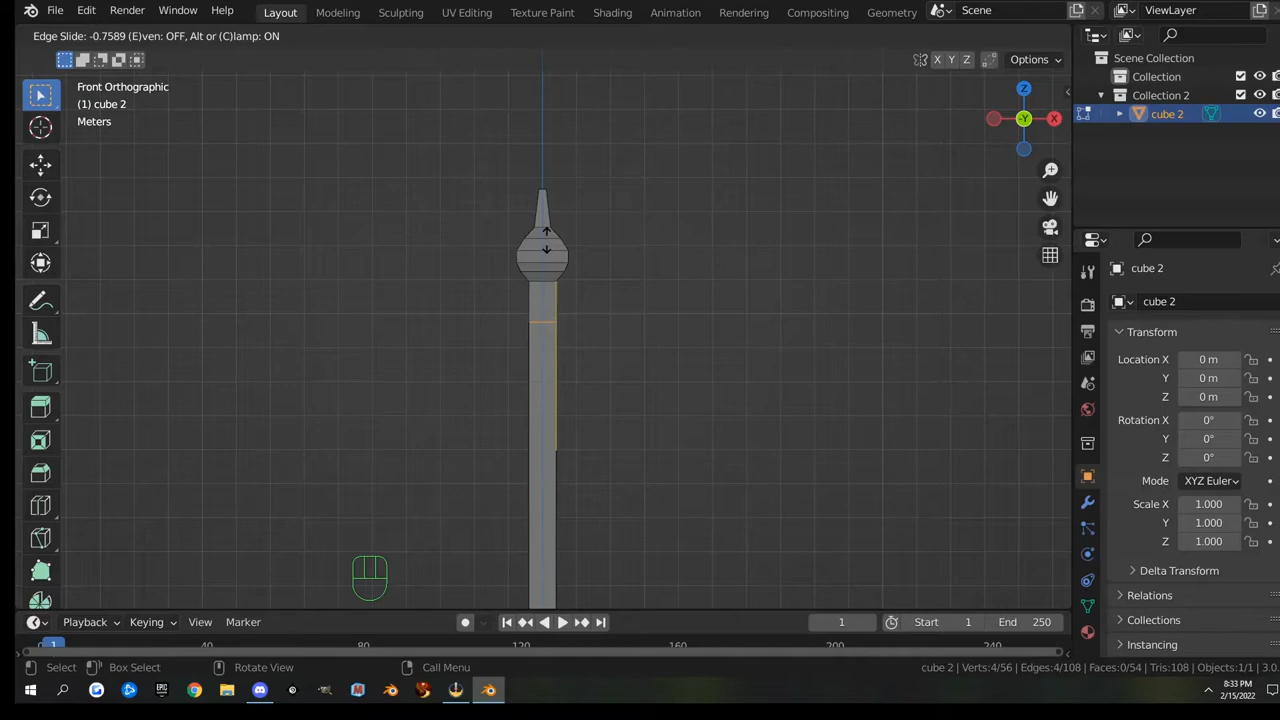 File Edit Render Window Help Layout Modeling Sculpting UV Editing Texture Paint Shading Animation Rendering Compositing Geometry Scene ViewLayer
Edge Slide: -0.7589 (E)ven: OFF, Alt or (C)lamp: ON
X Y Z Options
Front Orthographic
(1) cube 2
Meters
Z
-Y X
Scene Collection
Collection
Collection 2
cube 2
cube 2
cube 2
Transform
Location X 0 m
Y 0 m
Z 0 m
Rotation X 0°
Y 0°
Z 0°
Mode XYZ Euler
Scale X 1.000
Y 1.000
Z 1.000
Delta Transform
Relations
Collections
Instancing
Playback Keying View Marker 1 Start 1 End 250
1 40 80 120 160 200 240
Select Box Select Rotate View Call Menu cube 2 | Verts:4/56 | Edges:4/108 | Faces:0/54 | Tris:108 | Objects:1/1 | 3.0
8:33 PM
2/15/2022